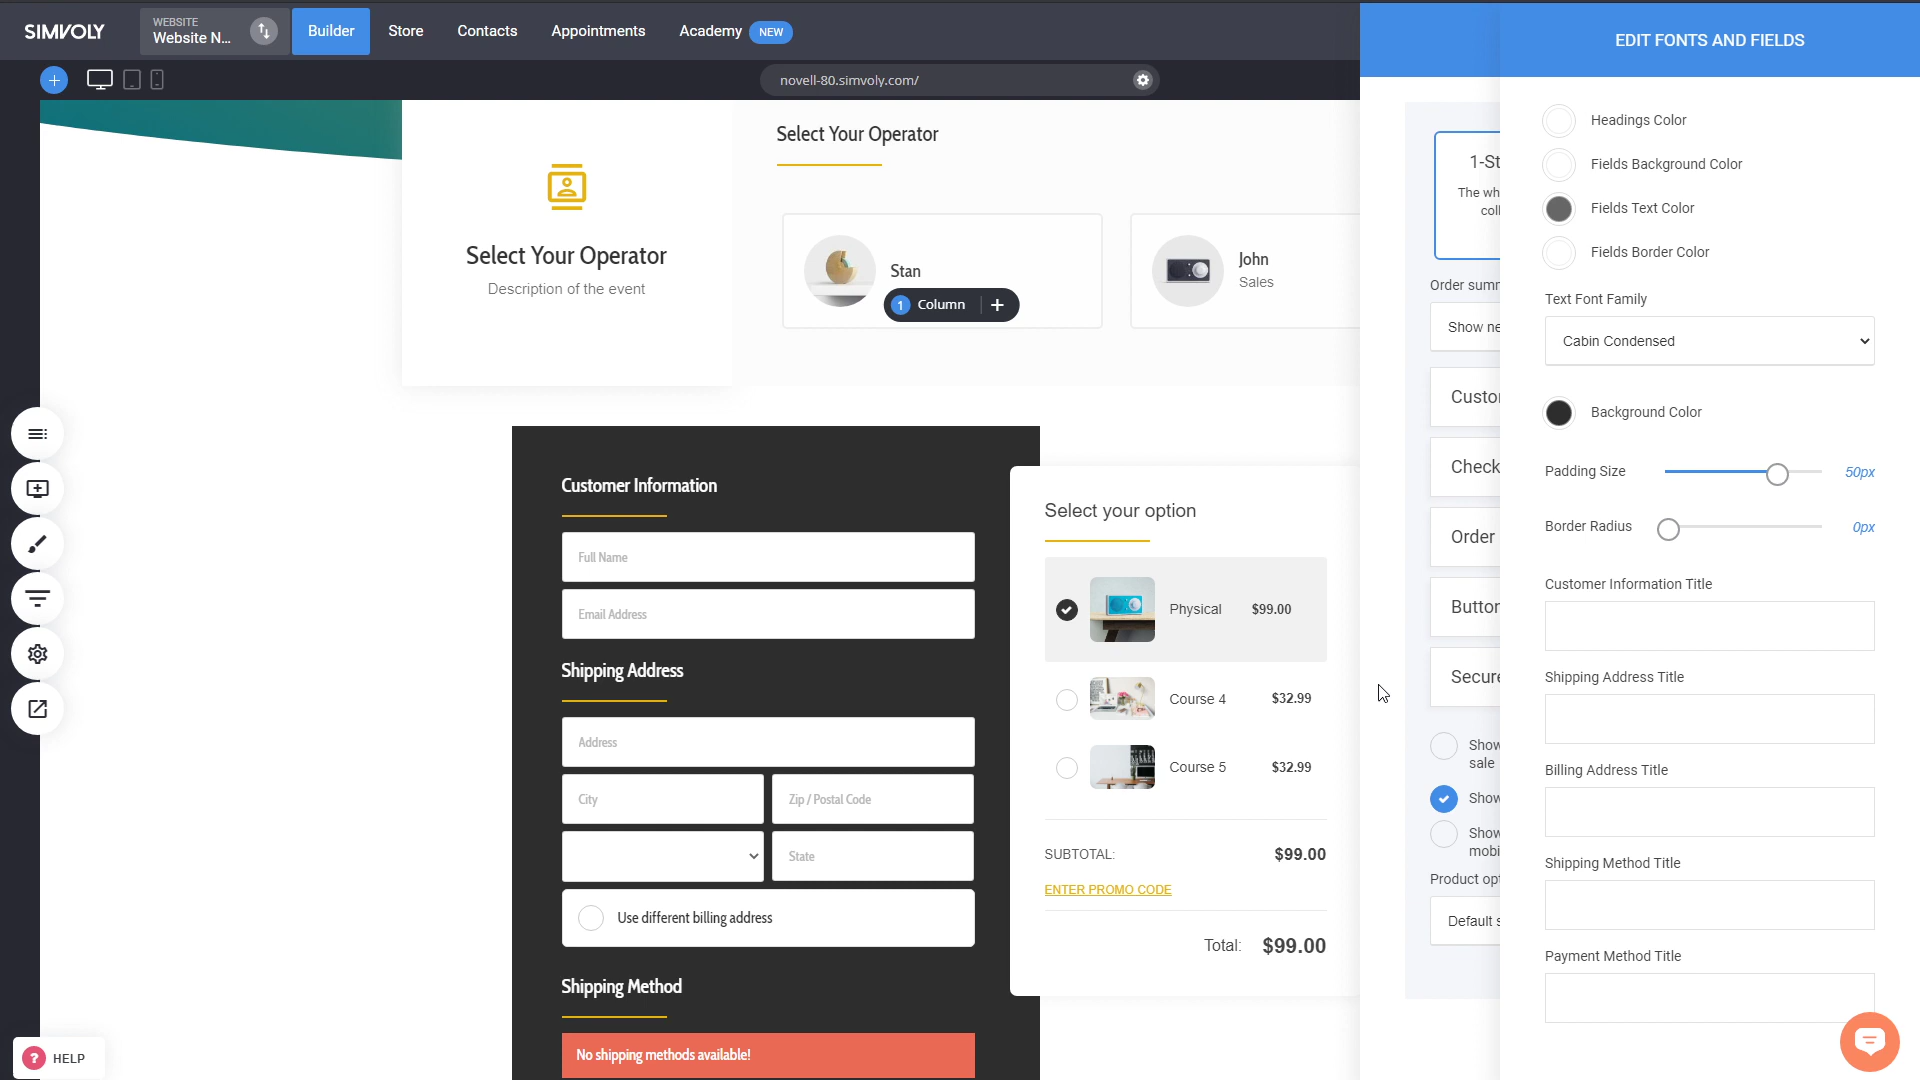 SIMVOLY
WEBSITE
Website N...
Builder
Store
Contacts
Appointments
Academy
NEW
novell-80.simvoly.com/
EDIT FONTS AND FIELDS
Select Your Operator
Description of the event
Select Your Operator
Stan
1 Column +
John
Sales
Customer Information
Full Name
Email Address
Shipping Address
Address
City
Zip / Postal Code
State
Use different billing address
Shipping Method
No shipping methods available!
Select your option
Physical $99.00
Course 4 $32.99
Course 5 $32.99
SUBTOTAL: $99.00
ENTER PROMO CODE
Total: $99.00
1-St
The wh
coll
Order summ
Show ne
Custo
Check
Order
Button
Secure
Show
sale
Show
Show
mobi
Product opt
Default s
Headings Color
Fields Background Color
Fields Text Color
Fields Border Color
Text Font Family
Cabin Condensed
Background Color
Padding Size 50px
Border Radius 0px
Customer Information Title
Shipping Address Title
Billing Address Title
Shipping Method Title
Payment Method Title
? HELP